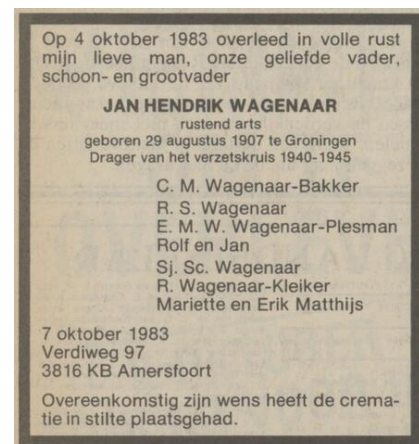 Op 4 oktober 1983 overleed in volle rust
mijn lieve man, onze geliefde vader,
schoon- en grootvader
JAN HENDRIK WAGENAAR
rustend arts
geboren 29 augustus 1907 te Groningen
Drager van het verzetskruis 1940-1945
C. M. Wagenaar-Bakker
R. S. Wagenaar
E. M. W. Wagenaar-Plesman
Rolf en Jan
Sj. Sc. Wagenaar
R. Wagenaar-Kleiker
Mariette en Erik Matthijs
7 oktober 1983
Verdiweg 97
3816 KB Amersfoort
Overeenkomstig zijn wens heeft de crema-
tie in stilte plaatsgehad.